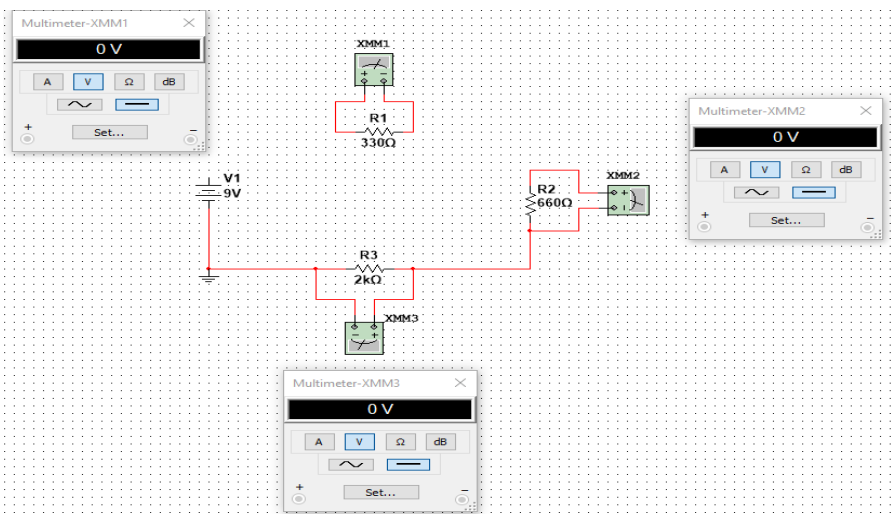 Multimeter-XMM1
0 V
A V Ω dB
+ Set... −
XMM1
+ −
R1
330Ω
Multimeter-XMM2
0 V
A V Ω dB
+ Set... −
V1
9V
XMM2
R2
660Ω
+
−
R3
2kΩ
XMM3
− +
Multimeter-XMM3
0 V
A V Ω dB
+ Set... −